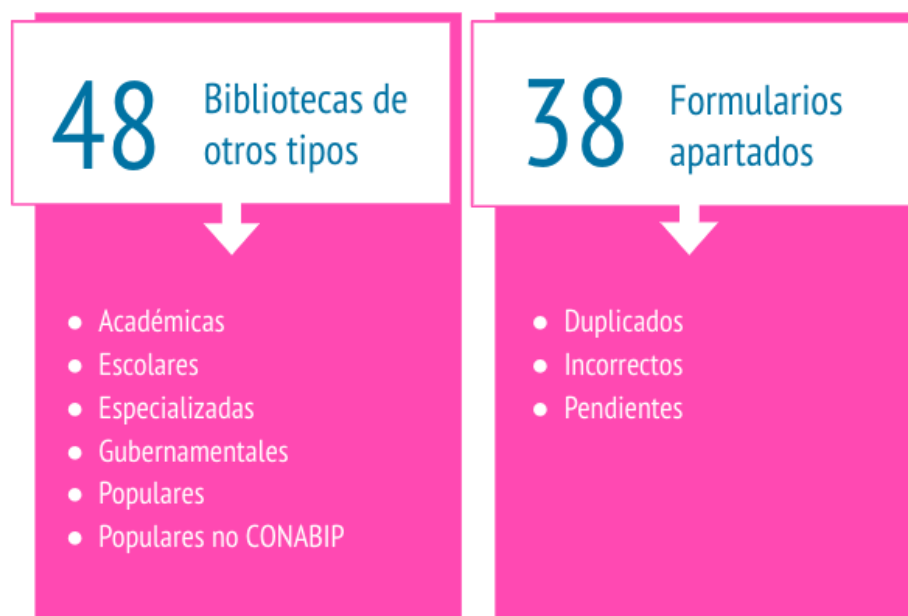 48
Bibliotecas de
otros tipos
● Académicas
● Escolares
● Especializadas
● Gubernamentales
● Populares
● Populares no CONABIP
38
Formularios
apartados
● Duplicados
● Incorrectos
● Pendientes